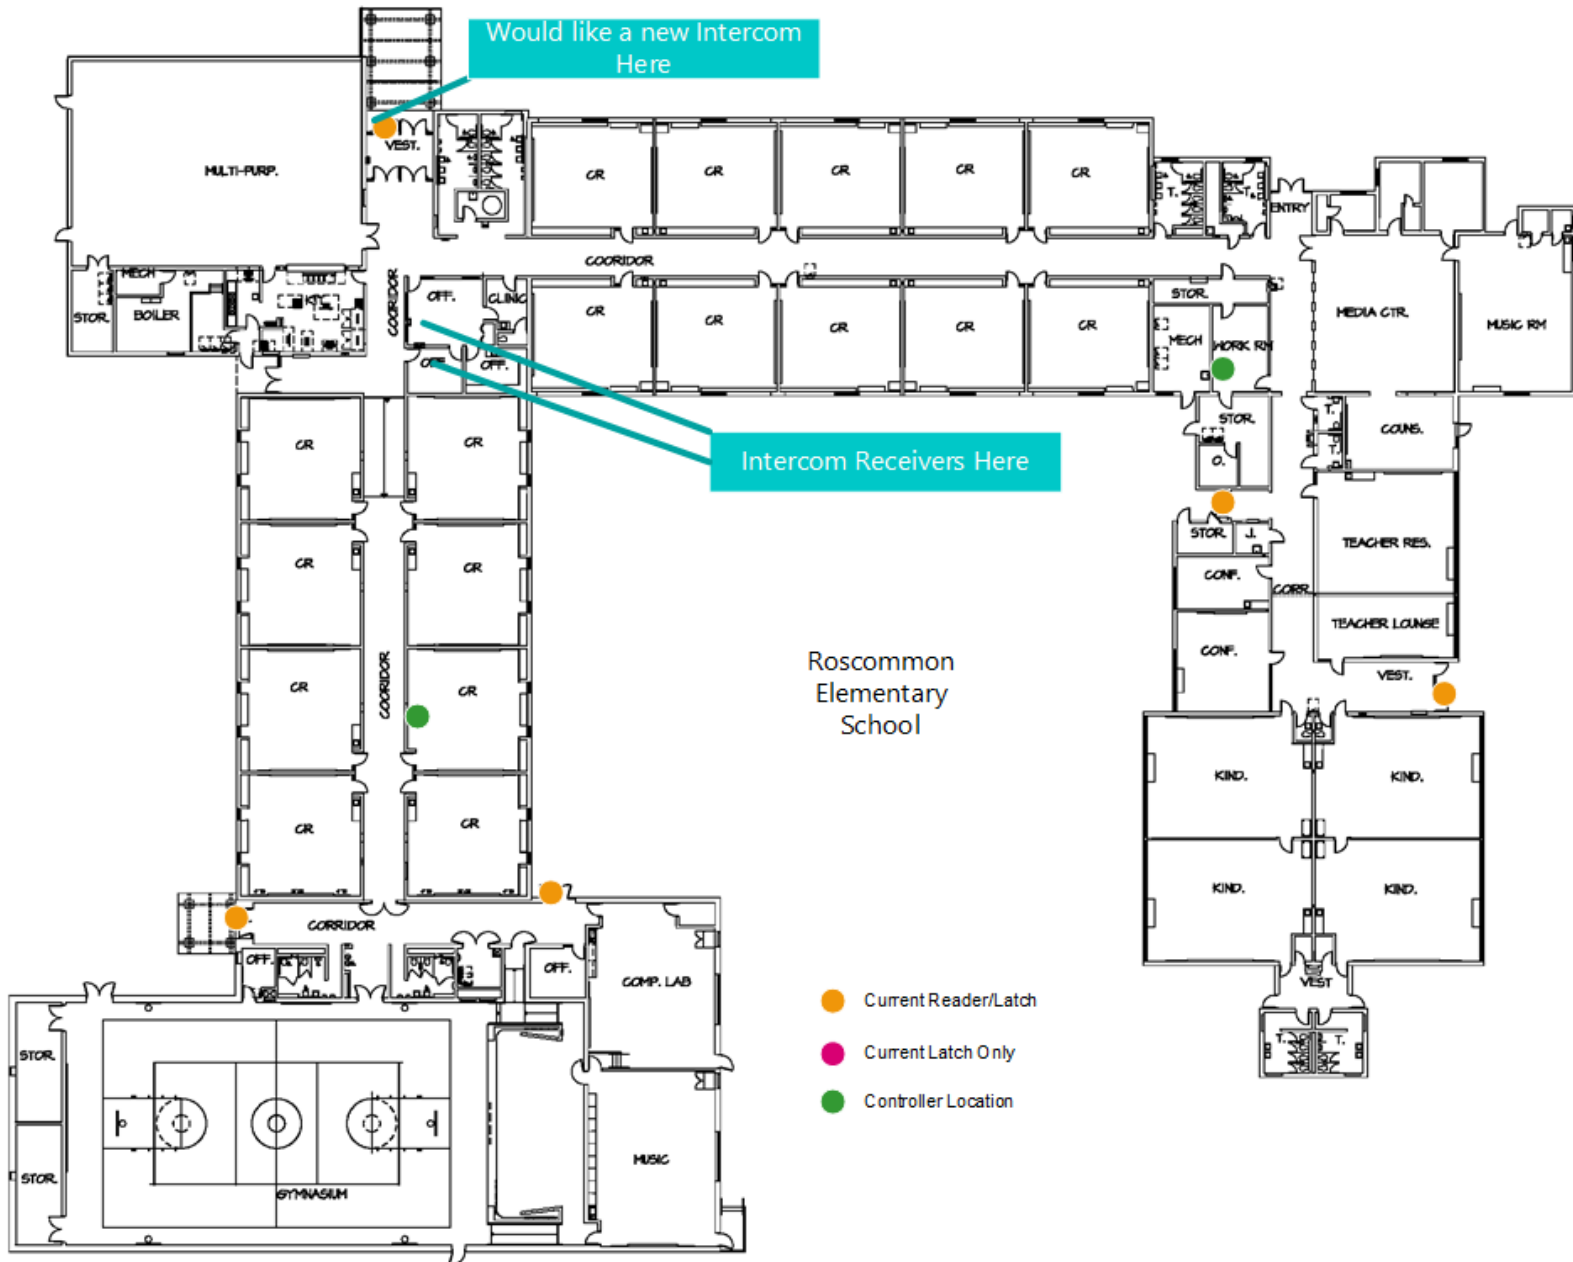 Would like a new Intercom
Here
VEST.
MULTI-PURP.
CR
CR
CR
CR
CR
T.
T.
ENTRY
COORIDOR
MECH
STOR.
BOILER
KIT.
COORIDOR
OFF.
CLINIC
OFF.
OFF.
CR
CR
CR
CR
CR
STOR.
MECH
WORK RM
MEDIA CTR.
MUSIC RM
STOR.
O.
T.
T.
COUNS.
Intercom Receivers Here
CR
CR
CR
CR
STOR.
J.
TEACHER RES.
CONF.
CORR.
TEACHER LOUNGE
CONF.
VEST.
Roscommon
Elementary
School
CR
CR
COORIDOR
CR
CR
KIND.
KIND.
KIND.
KIND.
VEST
T.
T.
CORRIDOR
OFF.
OFF.
COMP. LAB
STOR.
STOR.
GYMNASIUM
MUSIC
Current Reader/Latch
Current Latch Only
Controller Location